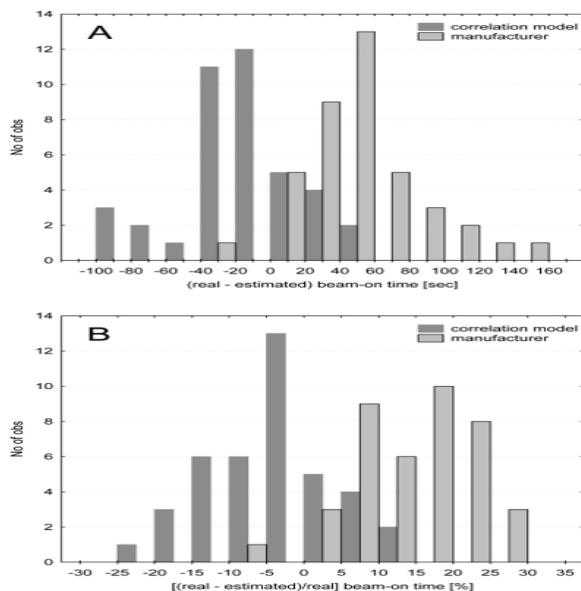 14
A
correlation model
manufacturer
12
10
8
6
4
2
0
No of obs
-100 -80 -60 -40 -20 0 20 40 60 80 100 120 140 160
(real - estimated) beam-on time [sec]
14
B
correlation model
manufacturer
12
10
8
6
4
2
0
No of obs
-30 -25 -20 -15 -10 -5 0 5 10 15 20 25 30 35
[(real - estimated)/real] beam-on time [%]